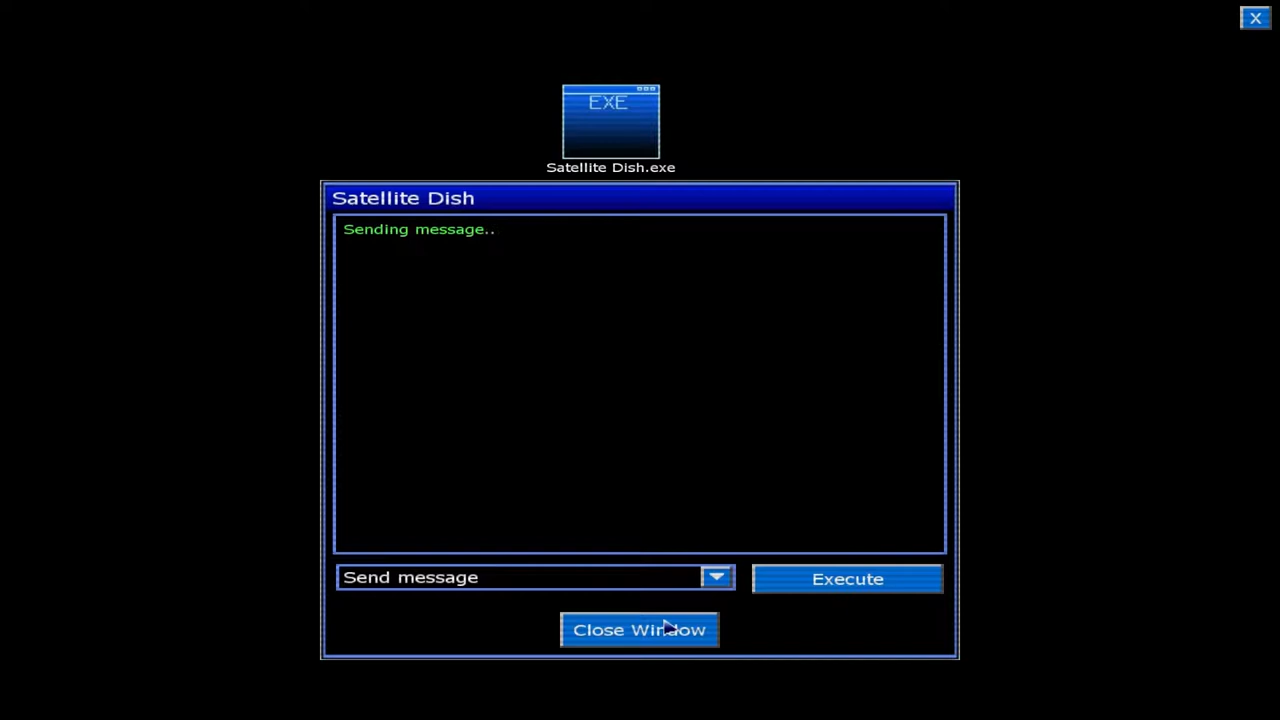 X
EXE
Satellite Dish.exe
Satellite Dish
Sending message..
Send message
Execute
Close Window